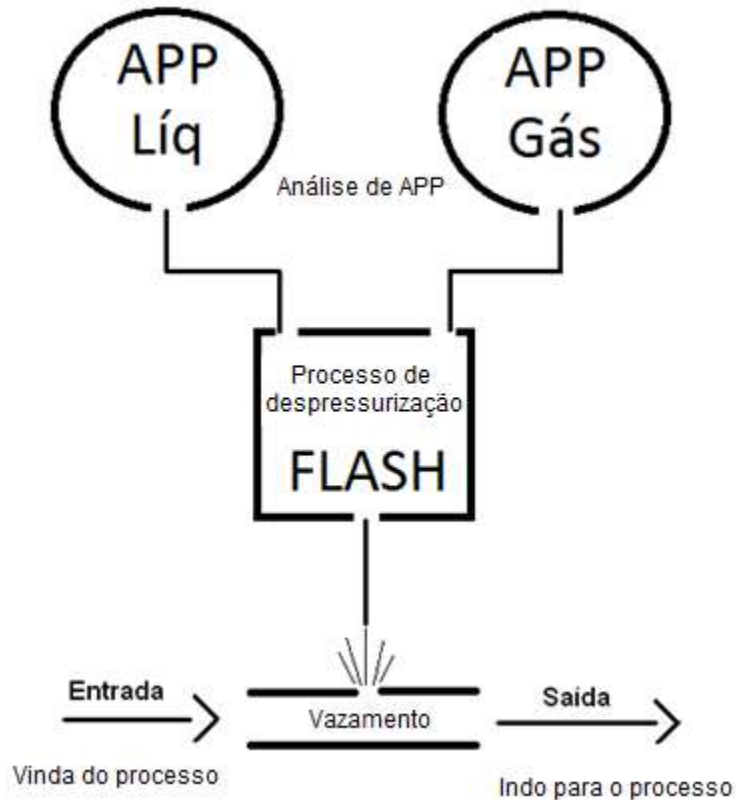 APP
Líq
APP
Gás
Análise de APP
Processo de
despressurização
FLASH
Entrada
Vazamento
Saída
Vinda do processo
Indo para o processo